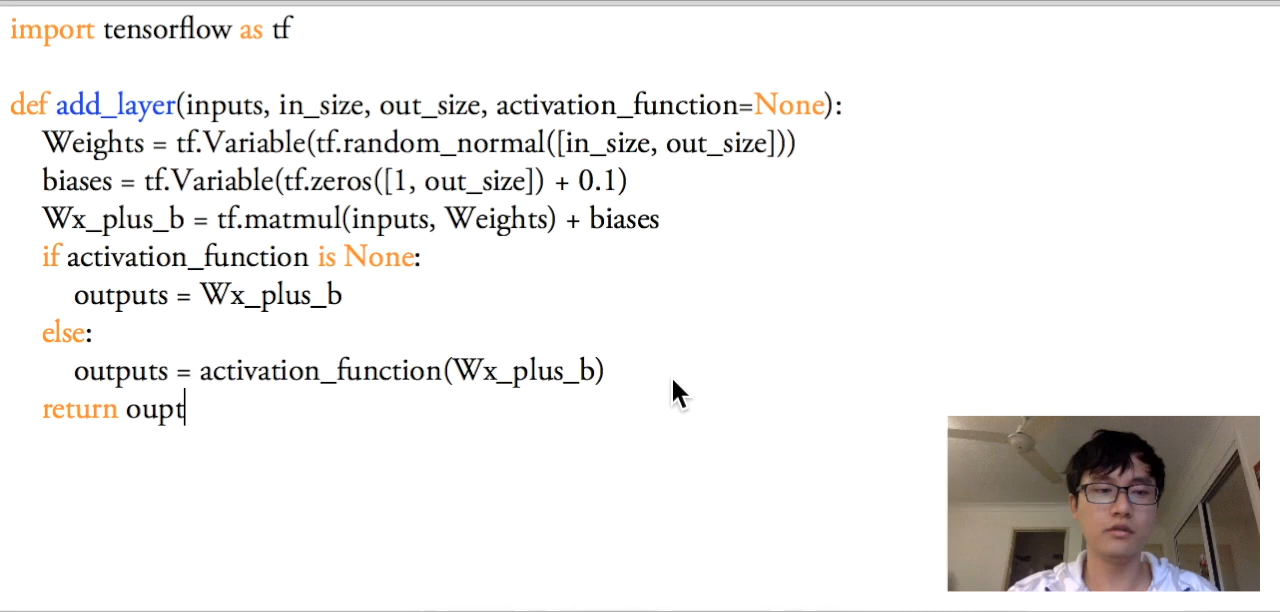 import tensorflow as tf
def add_layer(inputs, in_size, out_size, activation_function=None):
Weights = tf.Variable(tf.random_normal([in_size, out_size]))
biases = tf.Variable(tf.zeros([1, out_size]) + 0.1)
Wx_plus_b = tf.matmul(inputs, Weights) + biases
if activation_function is None:
outputs = Wx_plus_b
else:
outputs = activation_function(Wx_plus_b)
return oupt